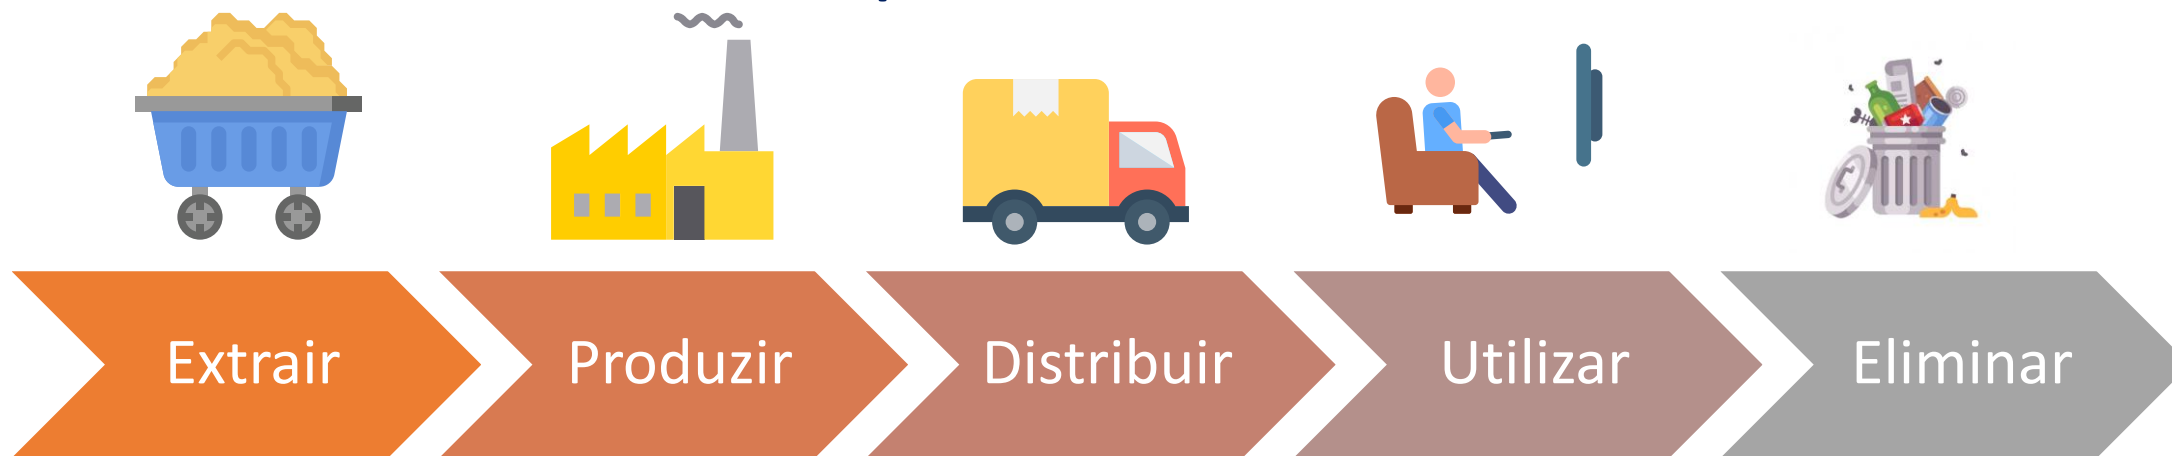 Extrair
Produzir
Distribuir
Utilizar
Eliminar